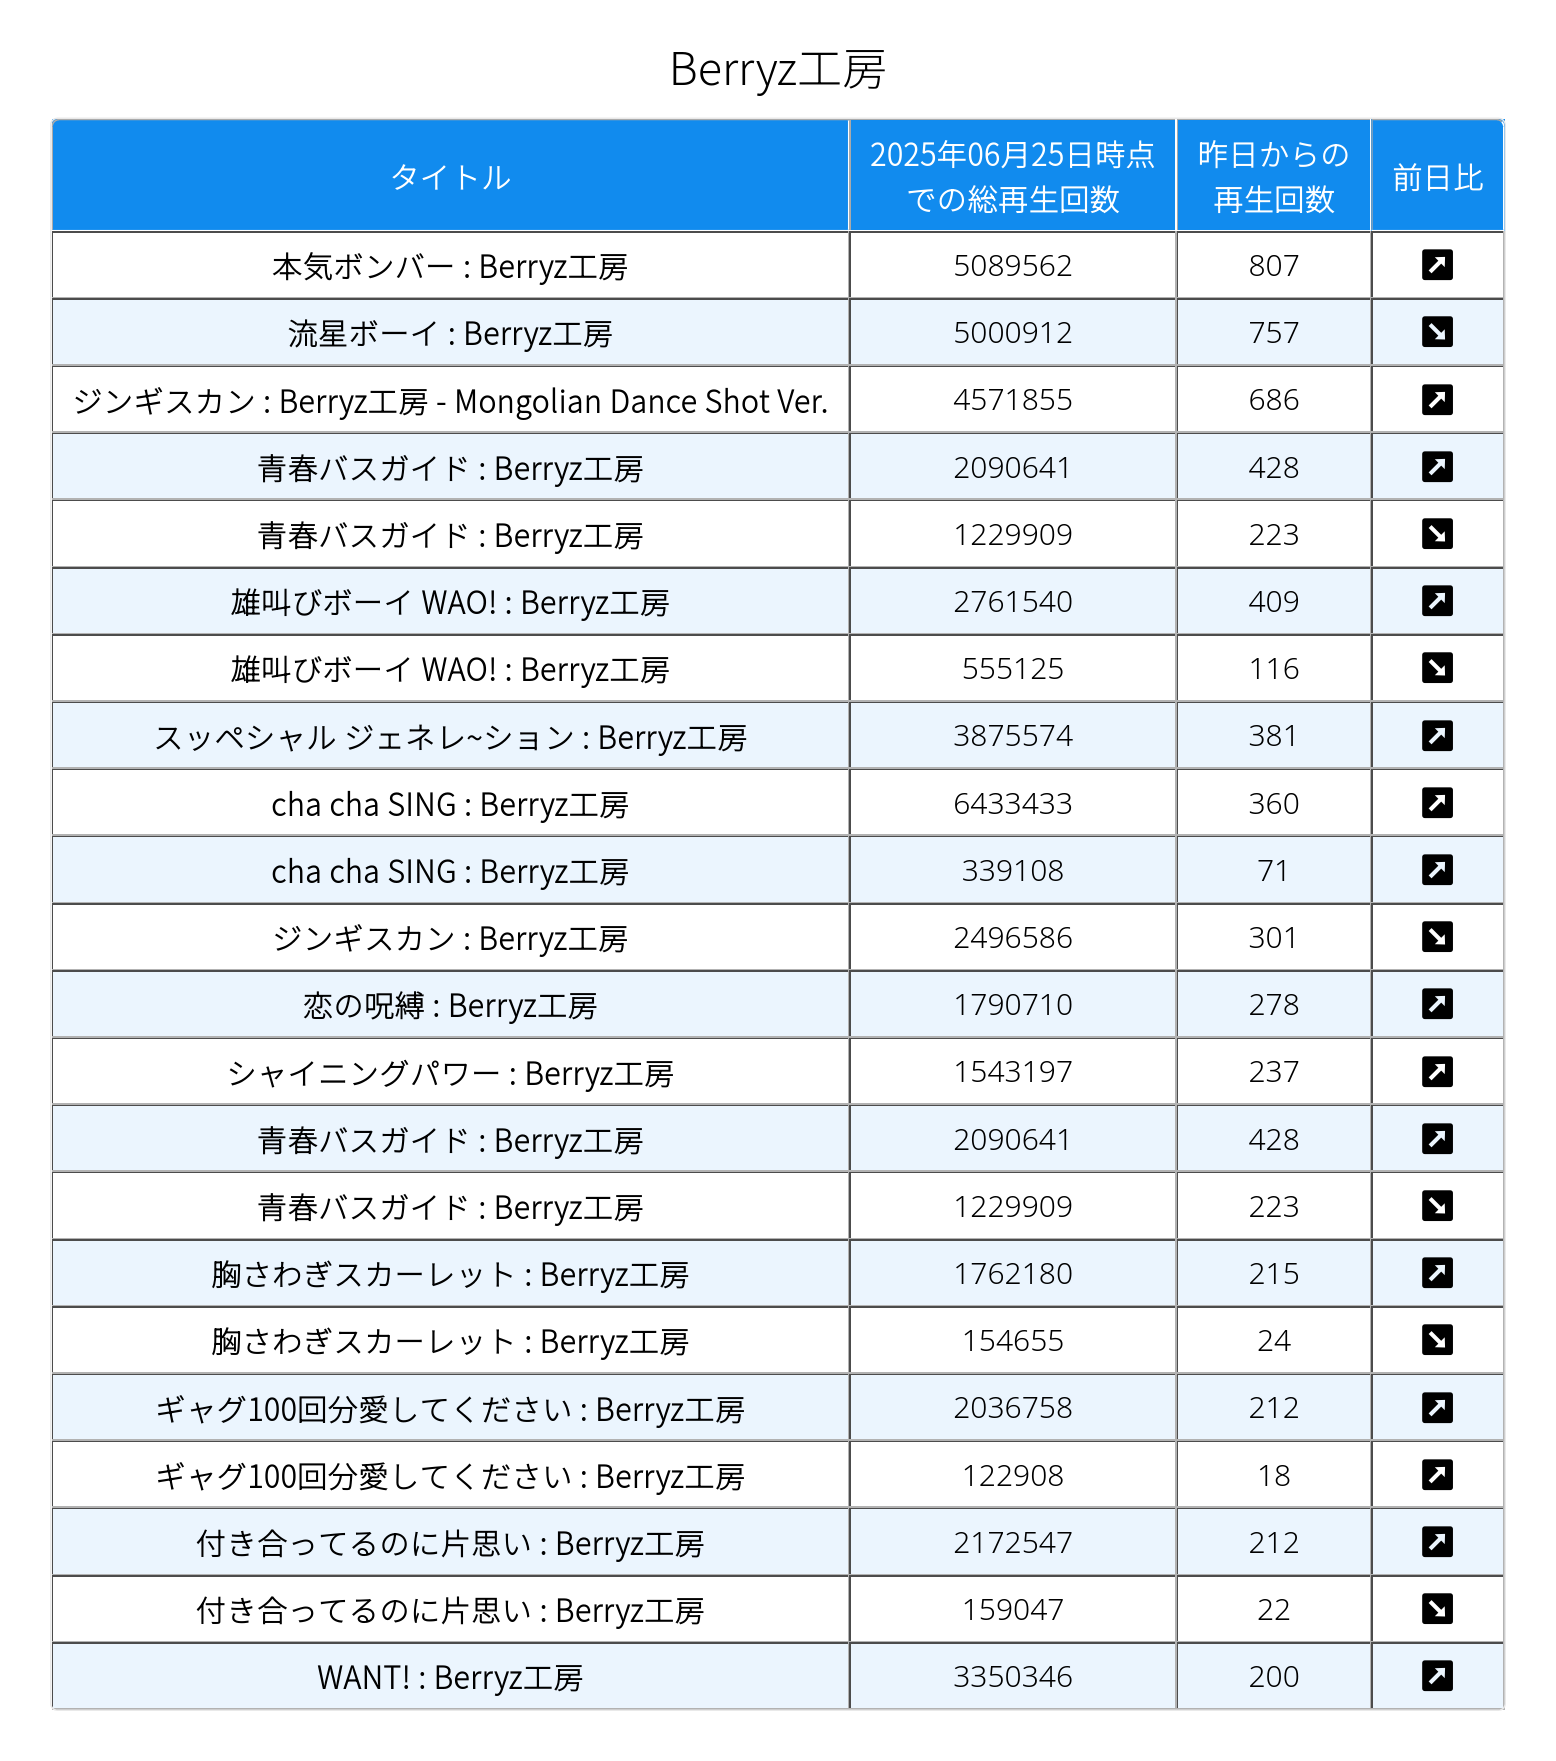 Berryz工房
タイトル 2025年06月25日時点での総再生回数 昨日からの再生回数 前日比
本気ボンバー : Berryz工房 5089562 807 ↗
流星ボーイ : Berryz工房 5000912 757 ↘
ジンギスカン : Berryz工房 - Mongolian Dance Shot Ver. 4571855 686 ↗
青春バスガイド : Berryz工房 2090641 428 ↗
青春バスガイド : Berryz工房 1229909 223 ↘
雄叫びボーイ WAO! : Berryz工房 2761540 409 ↗
雄叫びボーイ WAO! : Berryz工房 555125 116 ↘
スッペシャル ジェネレ~ション : Berryz工房 3875574 381 ↗
cha cha SING : Berryz工房 6433433 360 ↗
cha cha SING : Berryz工房 339108 71 ↗
ジンギスカン : Berryz工房 2496586 301 ↘
恋の呪縛 : Berryz工房 1790710 278 ↗
シャイニングパワー : Berryz工房 1543197 237 ↗
青春バスガイド : Berryz工房 2090641 428 ↗
青春バスガイド : Berryz工房 1229909 223 ↘
胸さわぎスカーレット : Berryz工房 1762180 215 ↗
胸さわぎスカーレット : Berryz工房 154655 24 ↘
ギャグ100回分愛してください : Berryz工房 2036758 212 ↗
ギャグ100回分愛してください : Berryz工房 122908 18 ↗
付き合ってるのに片思い : Berryz工房 2172547 212 ↗
付き合ってるのに片思い : Berryz工房 159047 22 ↘
WANT! : Berryz工房 3350346 200 ↗